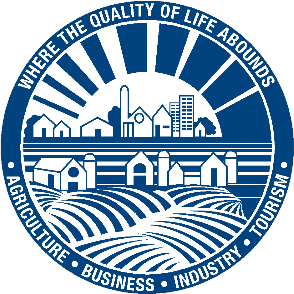 WHERE THE QUALITY OF LIFE ABOUNDS
• AGRICULTURE • BUSINESS • INDUSTRY • TOURISM •